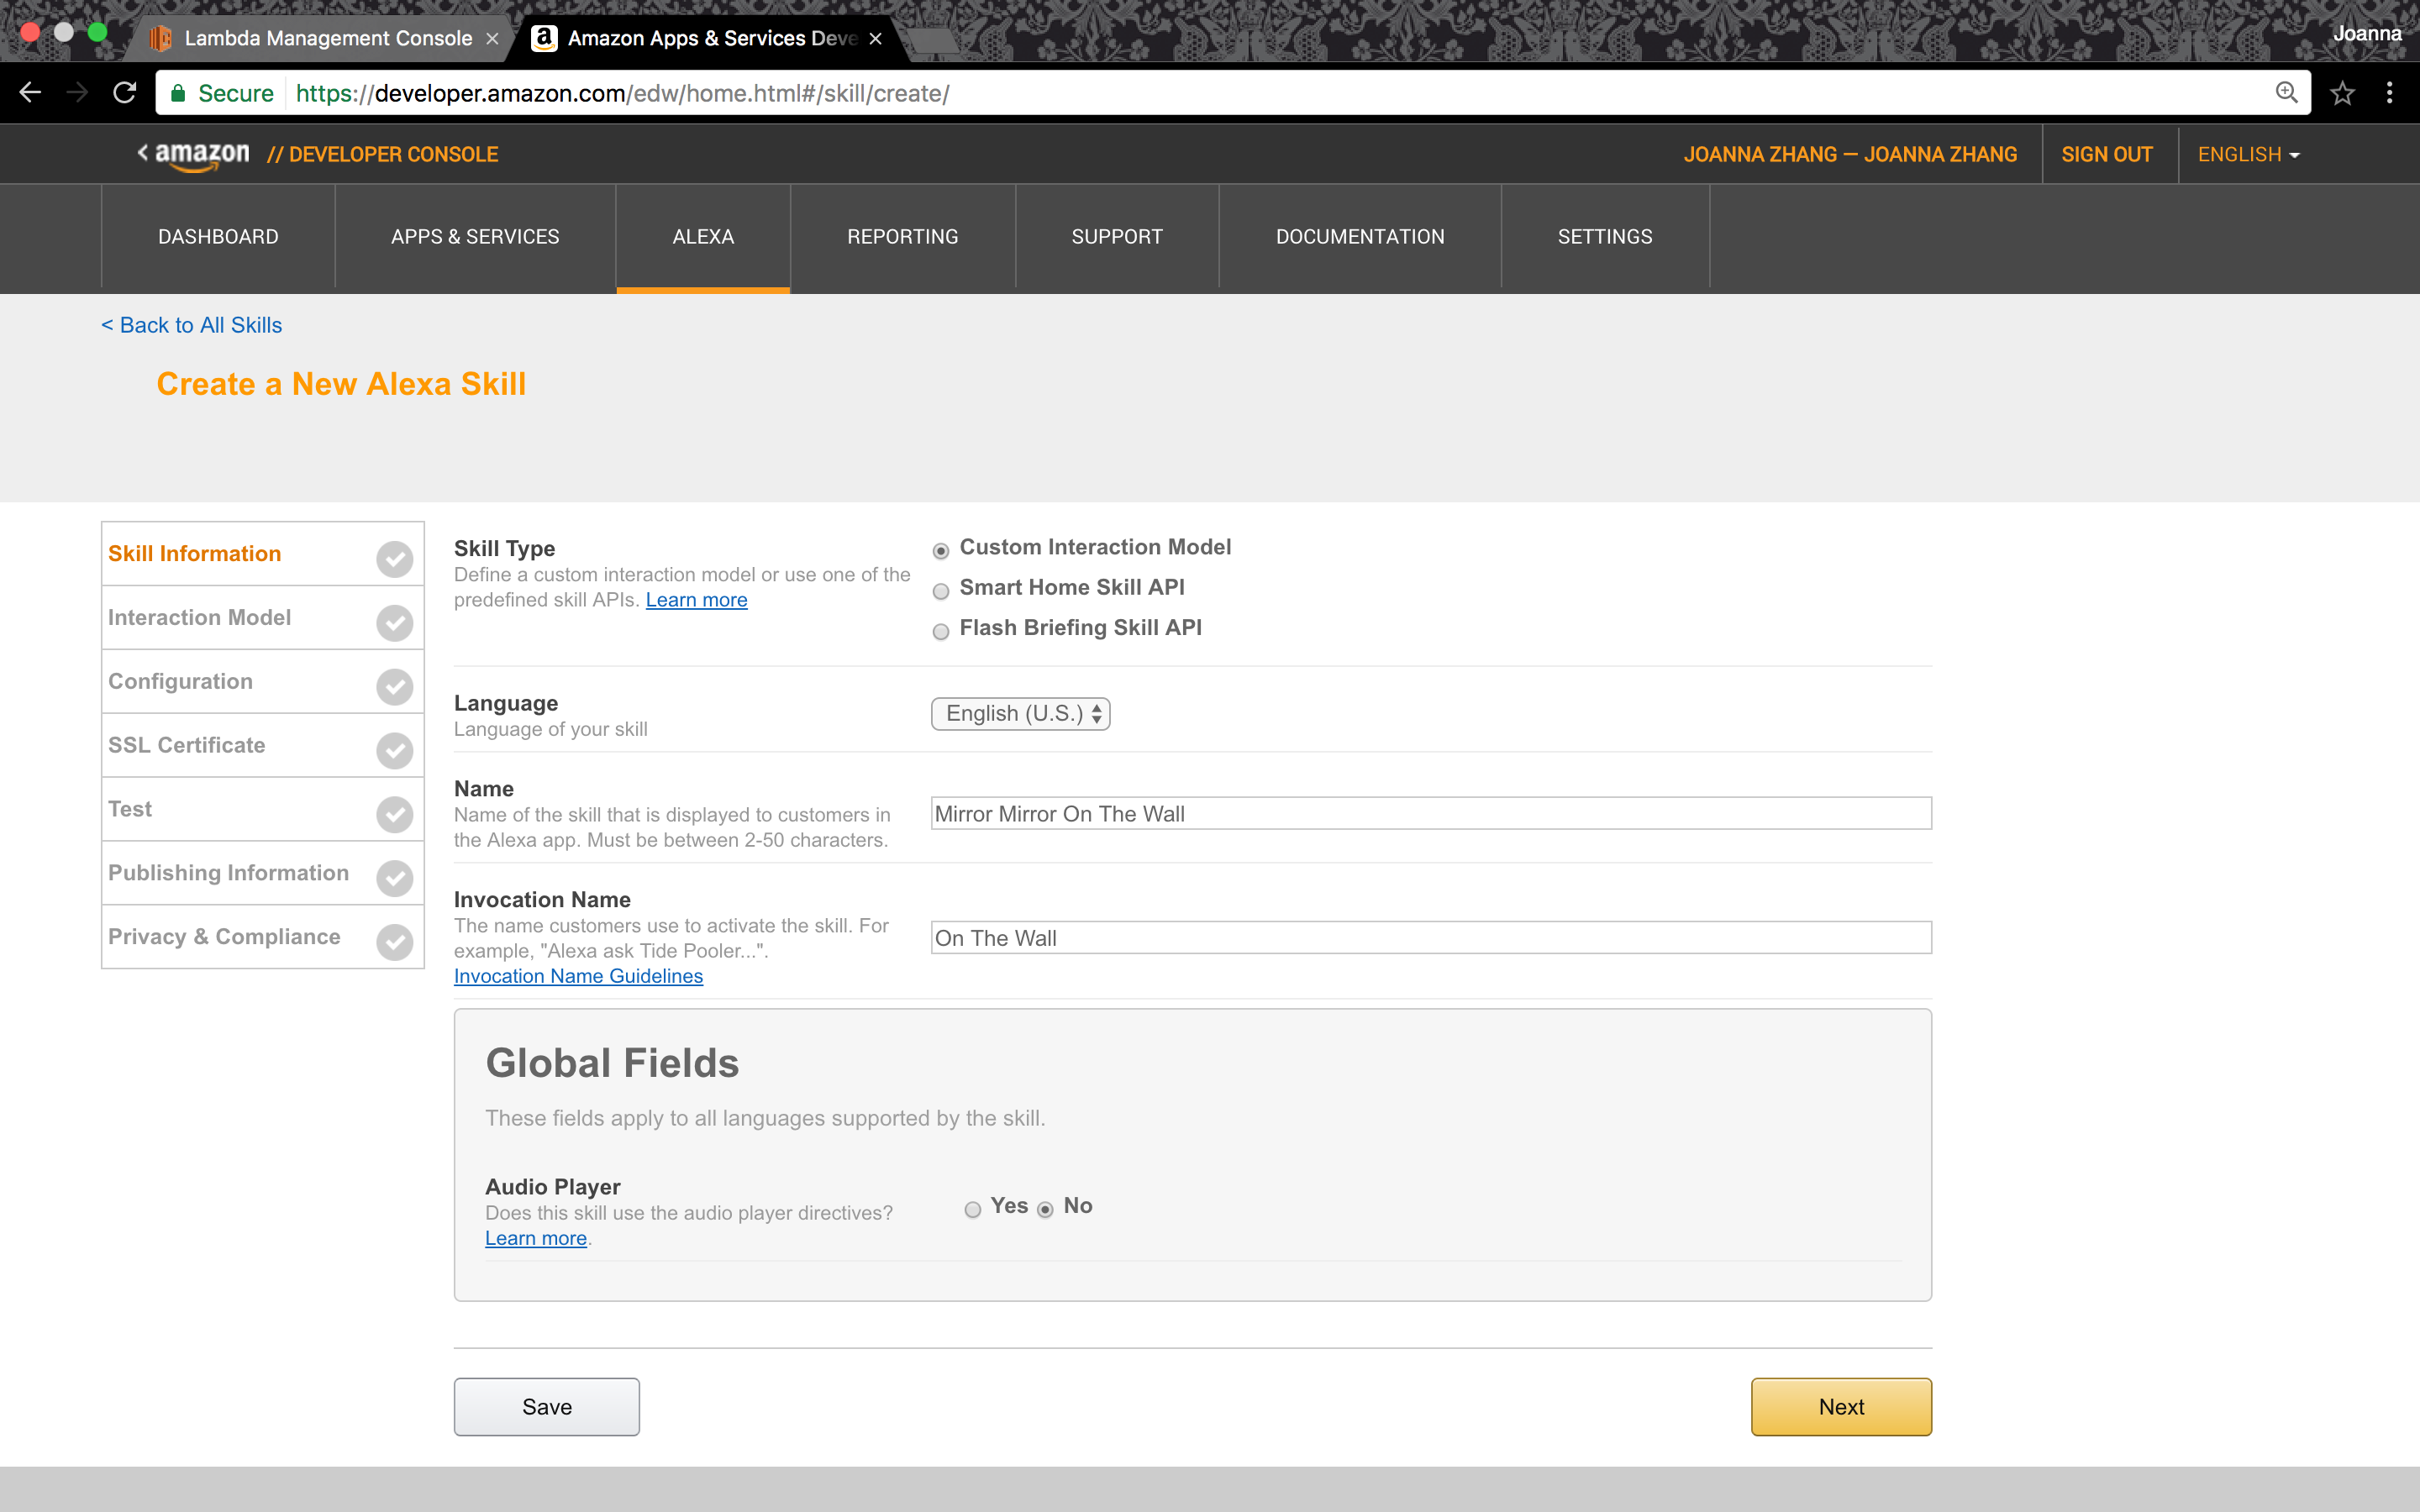 Lambda Management Console
Amazon Apps & Services Deve
Joanna
Secure
https://developer.amazon.com/edw/home.html#/skill/create/
< amazon // DEVELOPER CONSOLE
JOANNA ZHANG — JOANNA ZHANG
SIGN OUT
ENGLISH
DASHBOARD
APPS & SERVICES
ALEXA
REPORTING
SUPPORT
DOCUMENTATION
SETTINGS
< Back to All Skills
Create a New Alexa Skill
Skill Information
Interaction Model
Configuration
SSL Certificate
Test
Publishing Information
Privacy & Compliance
Skill Type
Define a custom interaction model or use one of the
predefined skill APIs. Learn more
Custom Interaction Model
Smart Home Skill API
Flash Briefing Skill API
Language
Language of your skill
English (U.S.)
Name
Name of the skill that is displayed to customers in
the Alexa app. Must be between 2-50 characters.
Mirror Mirror On The Wall
Invocation Name
The name customers use to activate the skill. For
example, "Alexa ask Tide Pooler...".
Invocation Name Guidelines
On The Wall
Global Fields
These fields apply to all languages supported by the skill.
Audio Player
Does this skill use the audio player directives?
Learn more.
Yes No
Save
Next